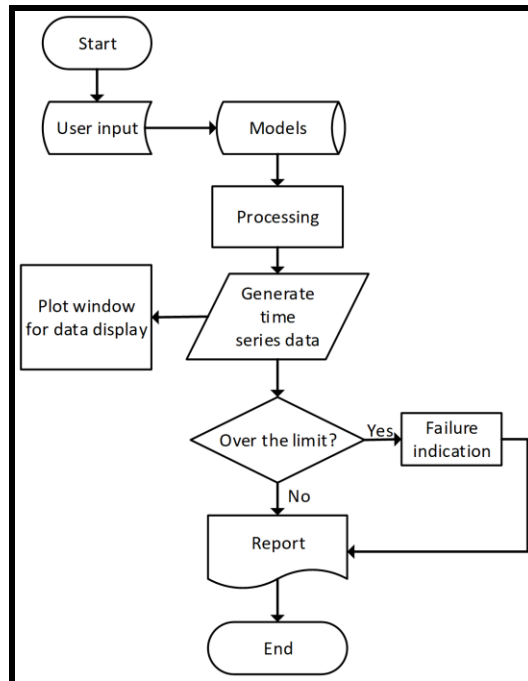 Start
User input
Models
Processing
Generate
time
series data
Plot window
for data display
Over the limit?
Yes
Failure
indication
No
Report
End